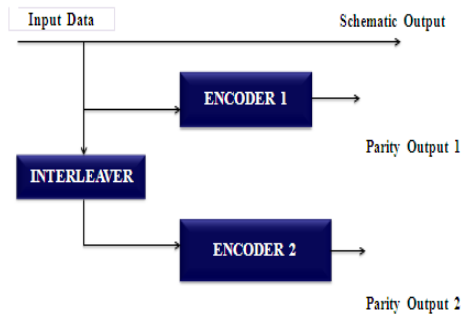 Input Data
Schematic Output
ENCODER 1
Parity Output 1
INTERLEAVER
ENCODER 2
Parity Output 2